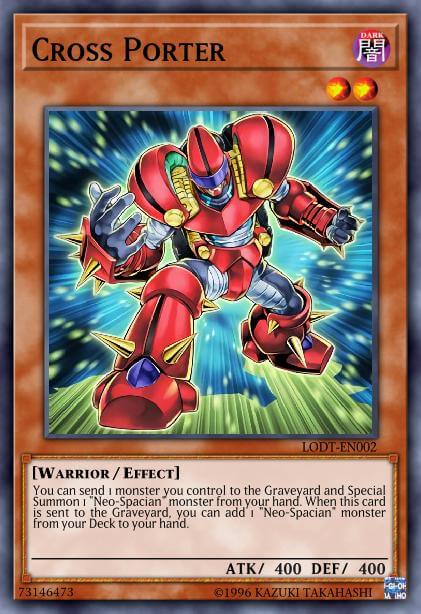 Cross Porter
DARK
闇
LODT-EN002
[Warrior / Effect]
You can send 1 monster you control to the Graveyard and Special
Summon 1 "Neo-Spacian" monster from your hand. When this card
is sent to the Graveyard, you can add 1 "Neo-Spacian" monster
from your Deck to your hand.
ATK/ 400 DEF/ 400
73146473
©1996 KAZUKI TAKAHASHI